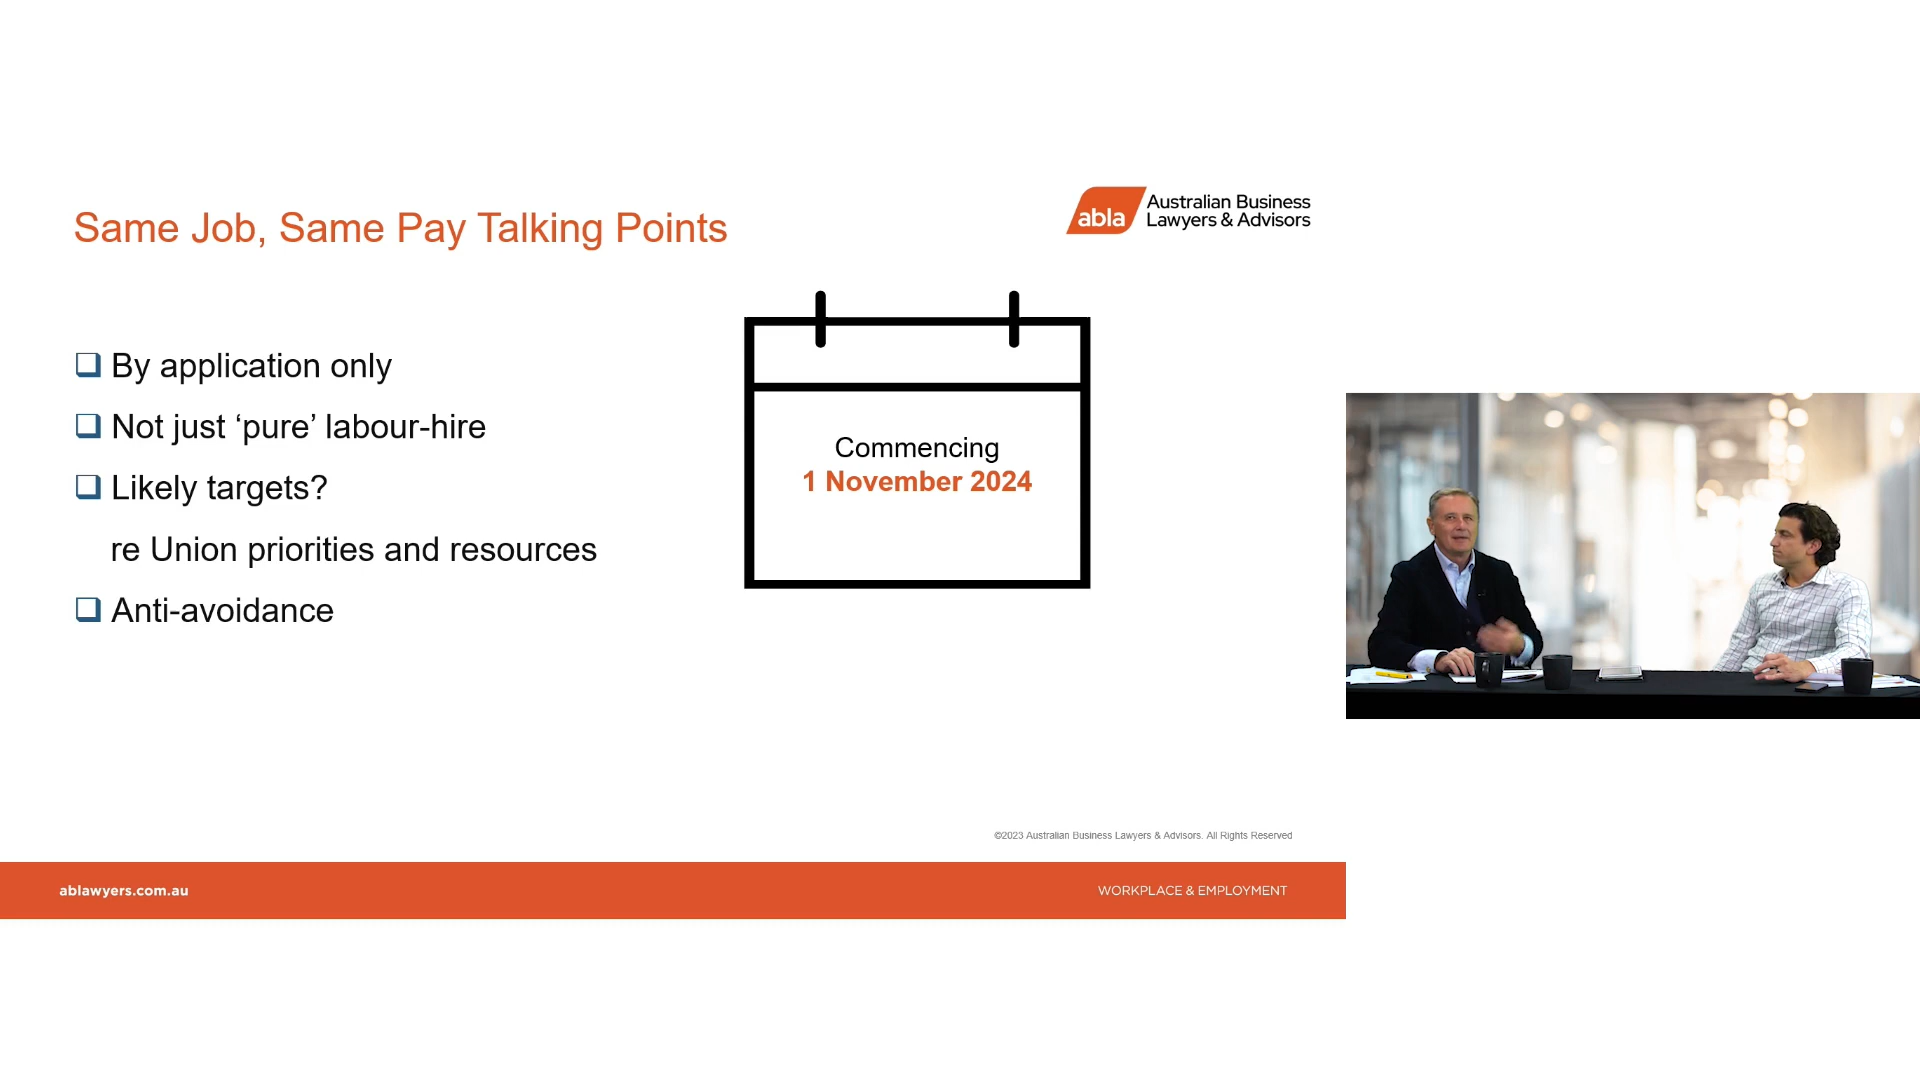 Same Job, Same Pay Talking Points
abla
Australian Business
Lawyers & Advisors
By application only
Not just ‘pure’ labour-hire
Likely targets?
re Union priorities and resources
Anti-avoidance
Commencing
1 November 2024
©2023 Australian Business Lawyers & Advisors. All Rights Reserved
ablawyers.com.au
WORKPLACE & EMPLOYMENT